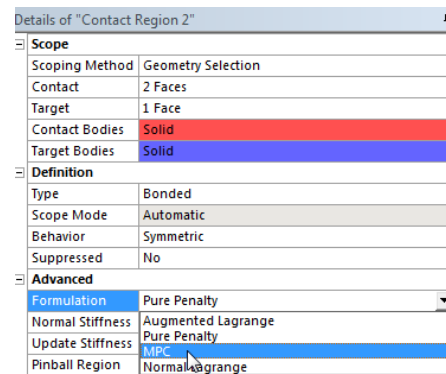 Details of "Contact Region 2"
Scope
Scoping Method Geometry Selection
Contact 2 Faces
Target 1 Face
Contact Bodies Solid
Target Bodies Solid
Definition
Type Bonded
Scope Mode Automatic
Behavior Symmetric
Suppressed No
Advanced
Formulation Pure Penalty
Normal Stiffness Augmented Lagrange
Pure Penalty
Update Stiffness MPC
Pinball Region Normal Lagrange